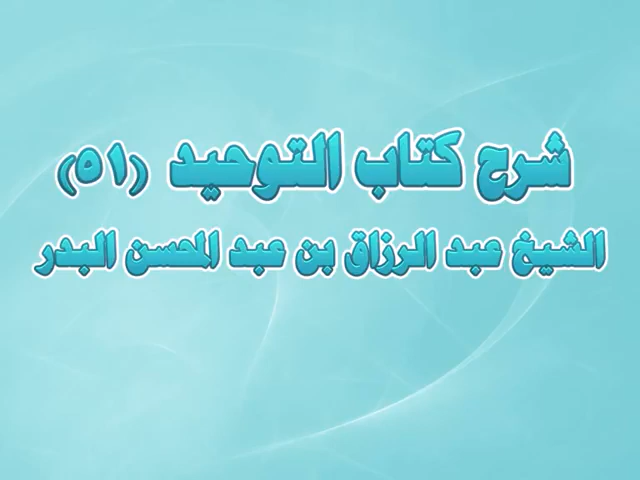 شرح كتاب التوحيد (٥١)
الشيخ عبد الرزاق بن عبد المحسن البدر